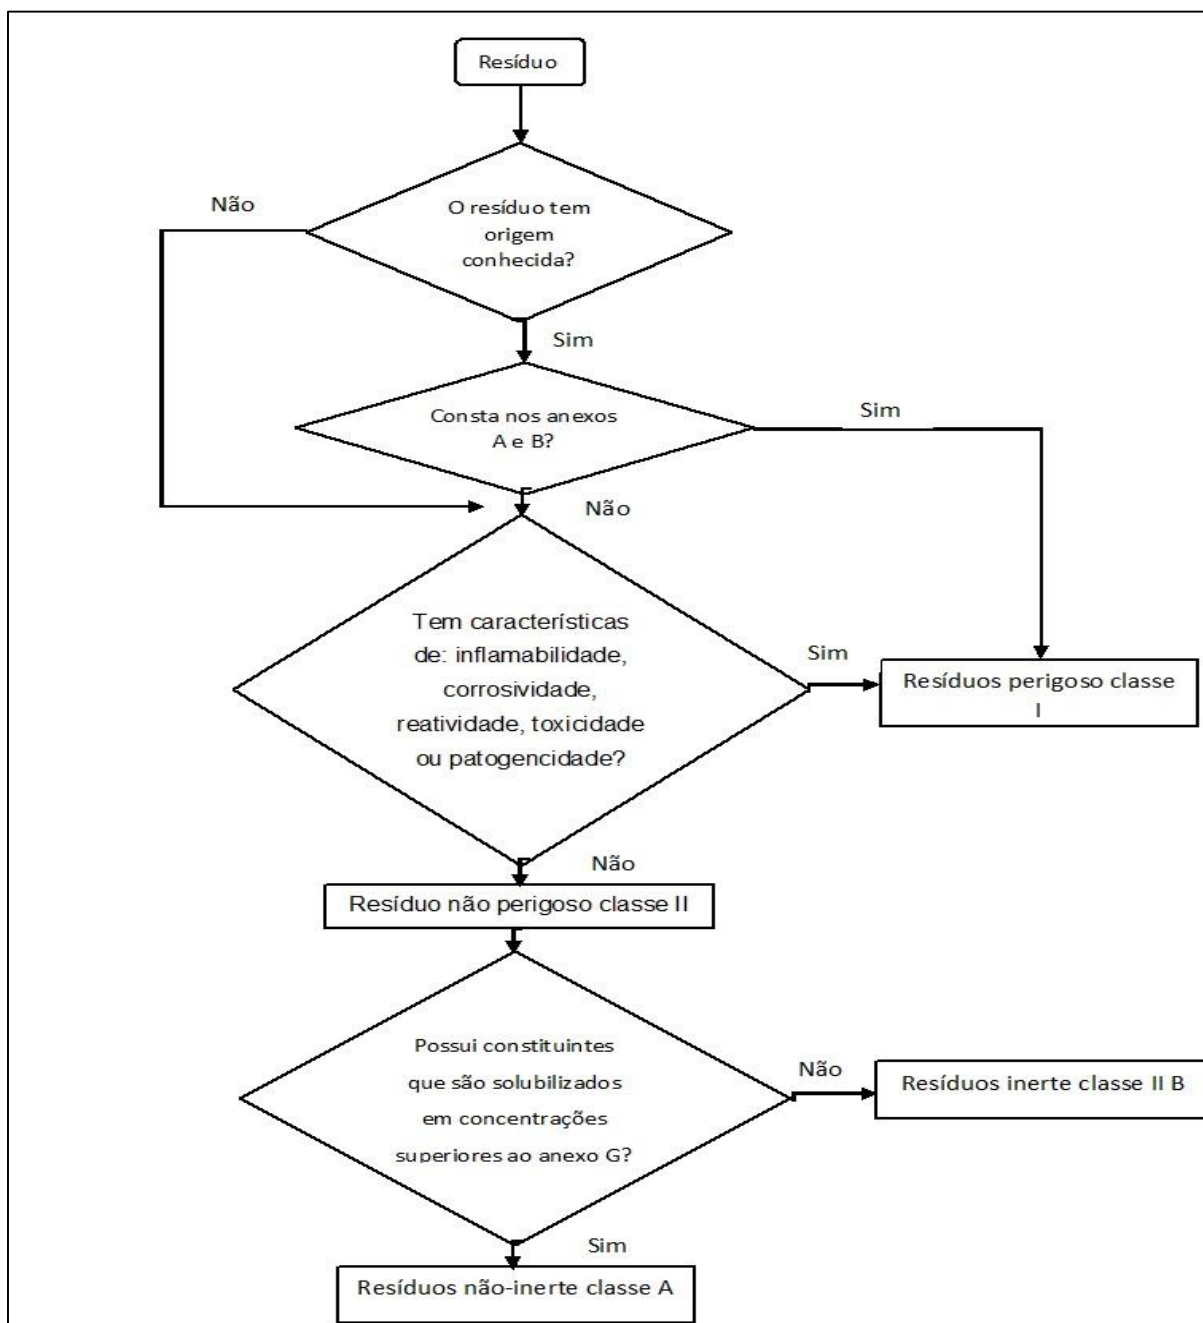 Resíduo
Não
O resíduo tem
origem
conhecida?
Sim
Consta nos anexos
A e B?
Sim
Não
Tem características
de: inflamabilidade,
corrosividade,
reatividade, toxicidade
ou patogencidade?
Sim
Resíduos perigoso classe
I
Não
Resíduo não perigoso classe II
Possui constituintes
que são solubilizados
em concentrações
superiores ao anexo G?
Não
Resíduos inerte classe II B
Sim
Resíduos não-inerte classe A